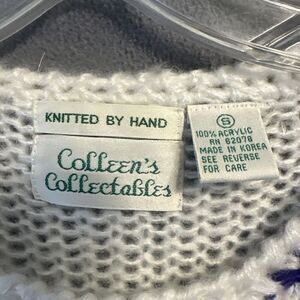 KNITTED BY HAND
Colleen's
Collectables
S
100% ACRYLIC
RN 82078
MADE IN KOREA
SEE REVERSE
FOR CARE